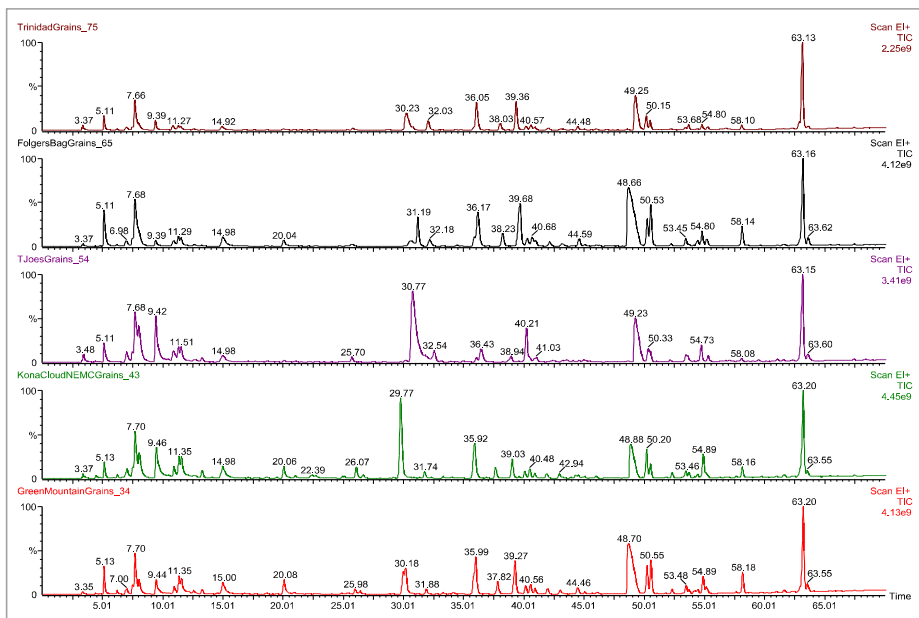 TrinidadGrains_75
Scan EI+
TIC
2.25e9
100
%
0
3.37 5.11 7.66 9.39 11.27 14.92 30.23 32.03 36.05 38.03 39.36 40.57 44.48 49.25 50.15 53.68 54.80 58.10 63.13
FolgersBagGrains_65
Scan EI+
TIC
4.12e9
100
%
0
3.37 5.11 6.98 7.68 9.39 11.29 14.98 20.04 31.19 32.18 36.17 38.23 39.68 40.68 44.59 48.66 50.53 53.45 54.80 58.14 63.16 63.62
TJoesGrains_54
Scan EI+
TIC
3.41e9
100
%
0
3.48 5.11 7.68 9.42 11.51 14.98 25.70 30.77 32.54 36.43 38.94 40.21 41.03 49.23 50.33 54.73 58.08 63.15 63.60
KonaCloudNEMCGrains_43
Scan EI+
TIC
4.45e9
100
%
0
3.37 5.13 7.70 9.46 11.35 14.98 20.06 22.39 26.07 29.77 31.74 35.92 39.03 40.48 42.94 48.88 50.20 53.46 54.89 58.16 63.20 63.55
GreenMountainGrains_34
Scan EI+
TIC
4.13e9
100
%
0
3.35 5.13 7.00 7.70 9.44 11.35 15.00 20.08 25.98 30.18 31.88 35.99 37.82 39.27 40.56 44.46 48.70 50.55 53.48 54.89 58.18 63.20 63.55
5.01 10.01 15.01 20.01 25.01 30.01 35.01 40.01 45.01 50.01 55.01 60.01 65.01 Time